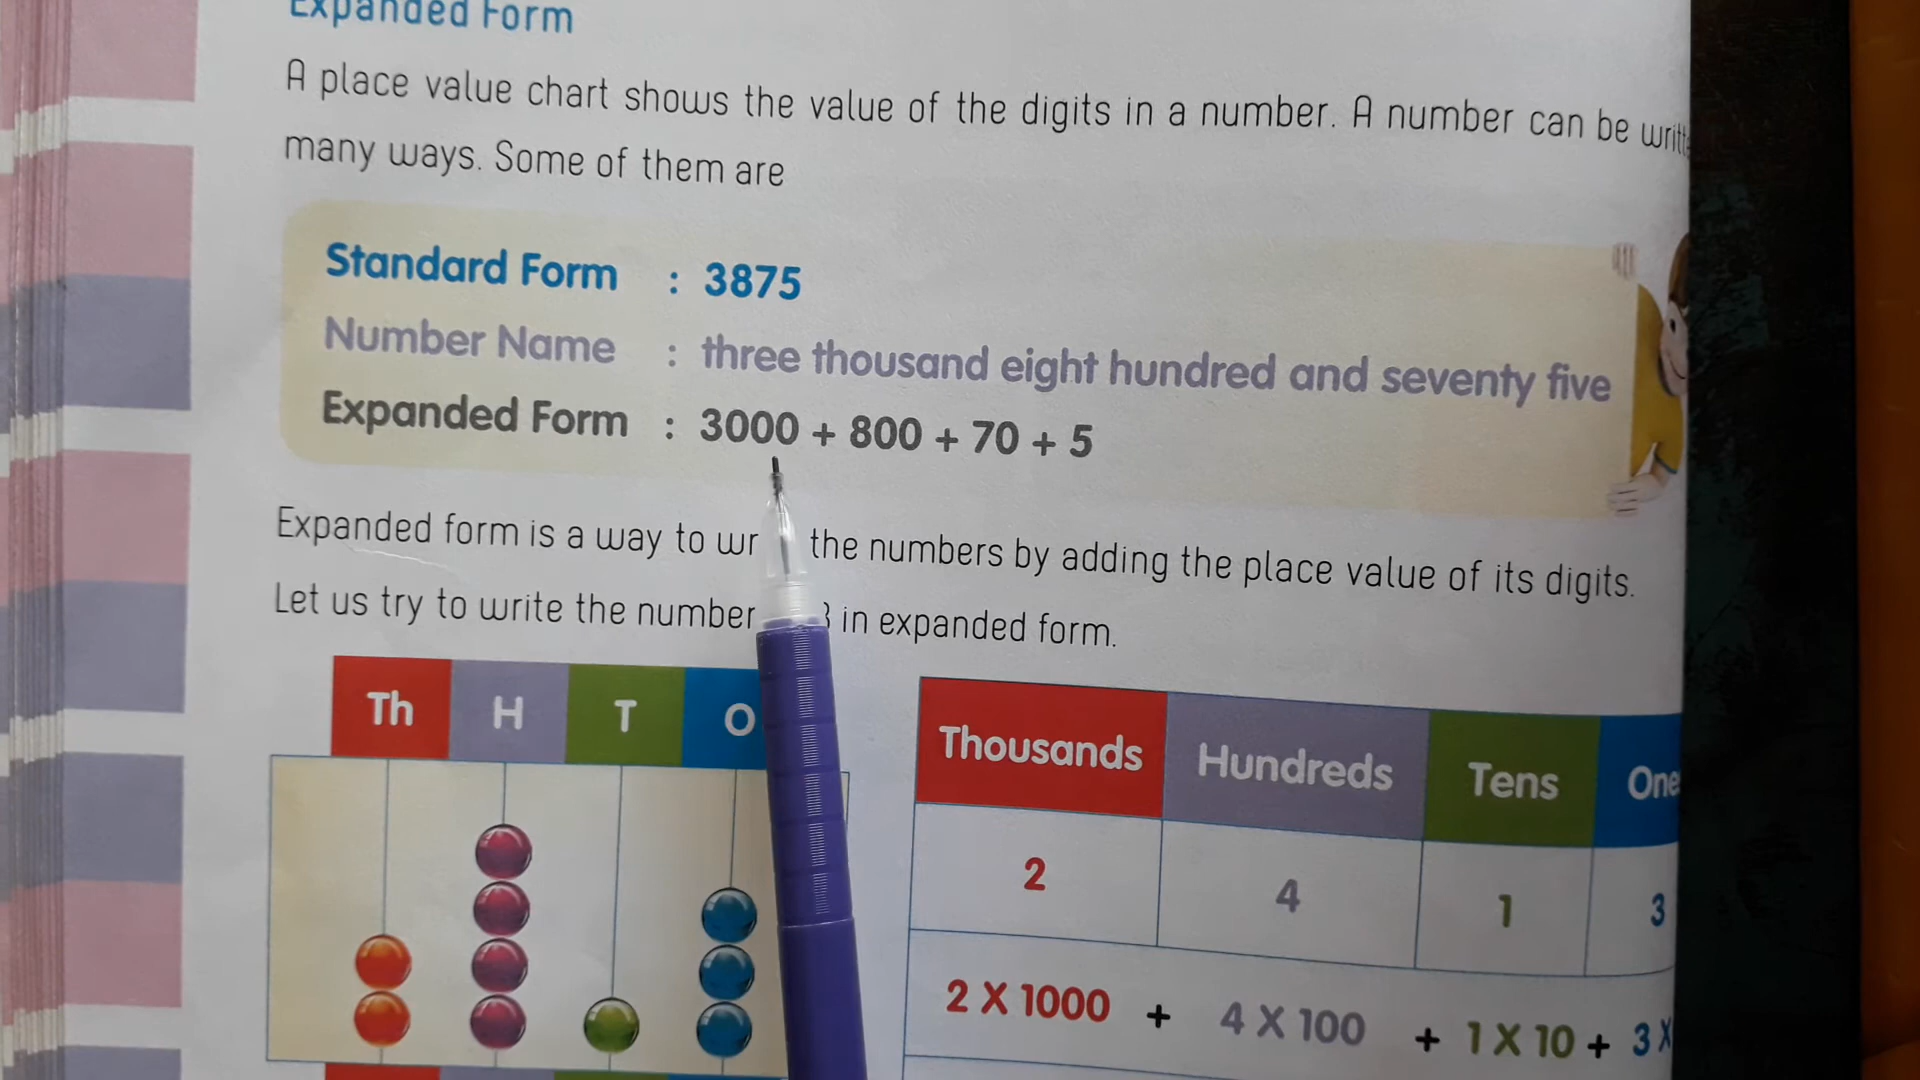 Expanded Form
A place value chart shows the value of the digits in a number. A number can be
many ways. Some of them are
Standard Form : 3875
Number Name : three thousand eight hundred and seventy five
Expanded Form : 3000 + 800 + 70 + 5
Expanded form is a way to the numbers by adding the place value of its digits.
Let us try to write the number in expanded form.
Th H T O
Thousands Hundreds Tens
2 4 1 3
2 X 1000 + 4 X 100 + 1 X 10 + 3 X